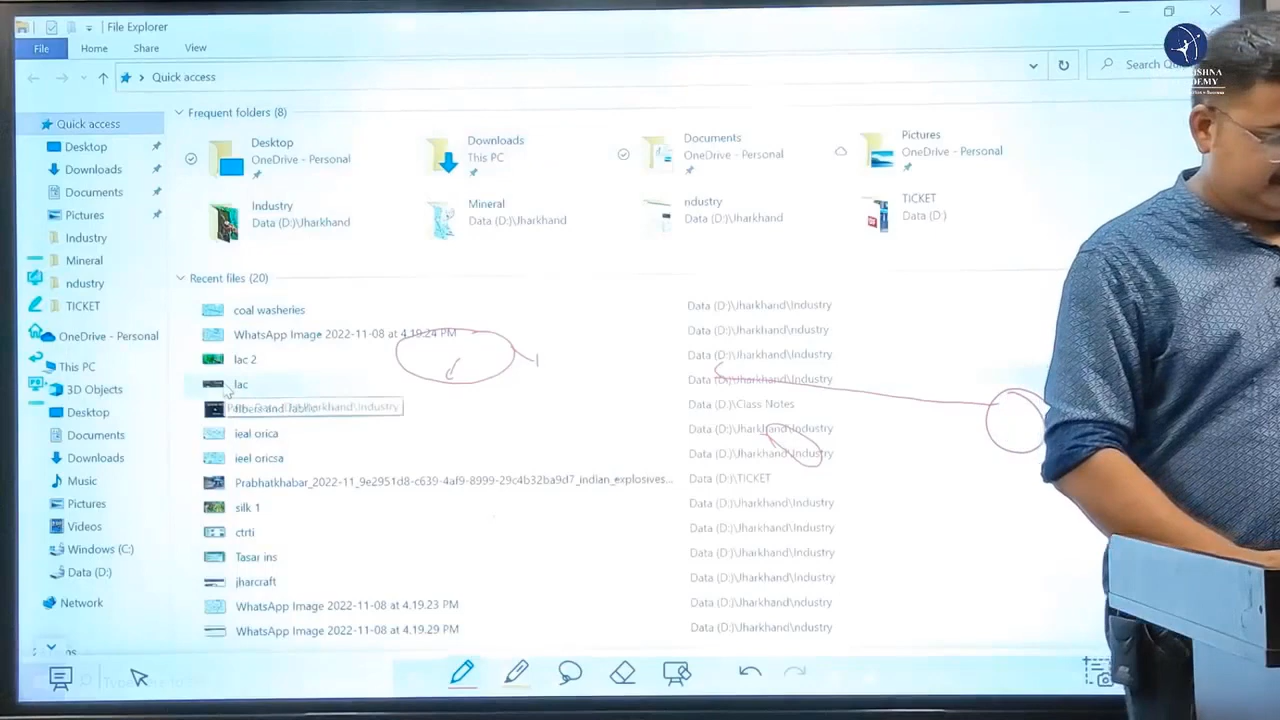 File Explorer
File Home Share View
Quick access
Search Qu
Quick access
Desktop
Downloads
Documents
Pictures
Industry
Mineral
ndustry
TICKET
OneDrive - Personal
This PC
3D Objects
Desktop
Documents
Downloads
Music
Pictures
Videos
Windows (C:)
Data (D:)
Network
Frequent folders (8)
Desktop
OneDrive - Personal
Downloads
This PC
Documents
OneDrive - Personal
Pictures
OneDrive - Personal
Industry
Data (D:)\Jharkhand
Mineral
Data (D:)\Jharkhand
ndustry
Data (D:)\Jharkhand
TICKET
Data (D:)
Recent files (20)
coal washeries Data (D:)\Jharkhand\Industry
WhatsApp Image 2022-11-08 at 4.19.24 PM Data (D:)\Jharkhand\ndustry
lac 2 Data (D:)\Jharkhand\Industry
lac Data (D:)\Jharkhand\Industry
Data (D:)\Class Notes
ieal orica Data (D:)\Jharkhand\Industry
ieel oricsa Data (D:)\Jharkhand\Industry
Prabhatkhabar_2022-11_9e2951d8-c639-4af9-8999-29c4b32ba9d7_indian_explosives... Data (D:)\TICKET
silk 1 Data (D:)\Jharkhand\Industry
ctrti Data (D:)\Jharkhand\Industry
Tasar ins Data (D:)\Jharkhand\Industry
jharcraft Data (D:)\Jharkhand\Industry
WhatsApp Image 2022-11-08 at 4.19.23 PM Data (D:)\Jharkhand\ndustry
WhatsApp Image 2022-11-08 at 4.19.29 PM Data (D:)\Jharkhand\ndustry